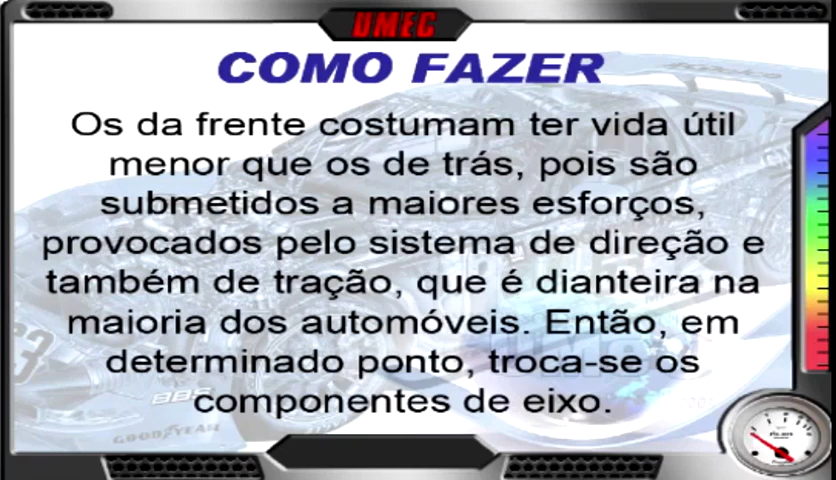 UMEC
COMO FAZER
Os da frente costumam ter vida útil
menor que os de trás, pois são
submetidos a maiores esforços,
provocados pelo sistema de direção e
também de tração, que é dianteira na
maioria dos automóveis. Então, em
determinado ponto, troca-se os
componentes de eixo.
BBS
GOODYEAR